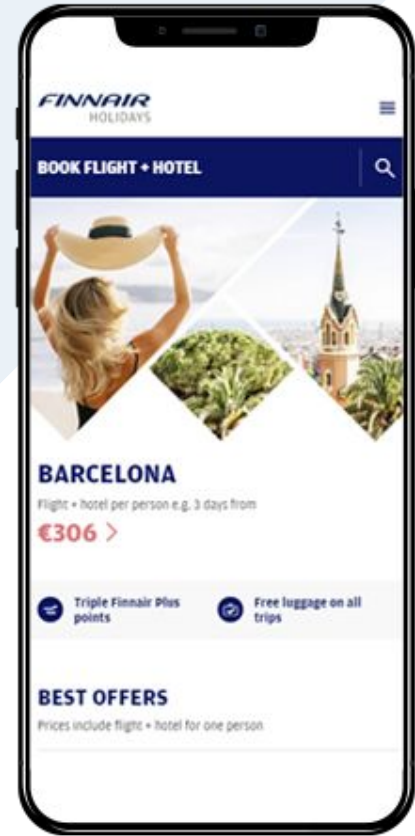 FINNAIR
HOLIDAYS
BOOK FLIGHT + HOTEL
BARCELONA
Flight + hotel per person e.g. 3 days from
€306 >
Triple Finnair Plus
points
Free luggage on all
trips
BEST OFFERS
Prices include flight + hotel for one person